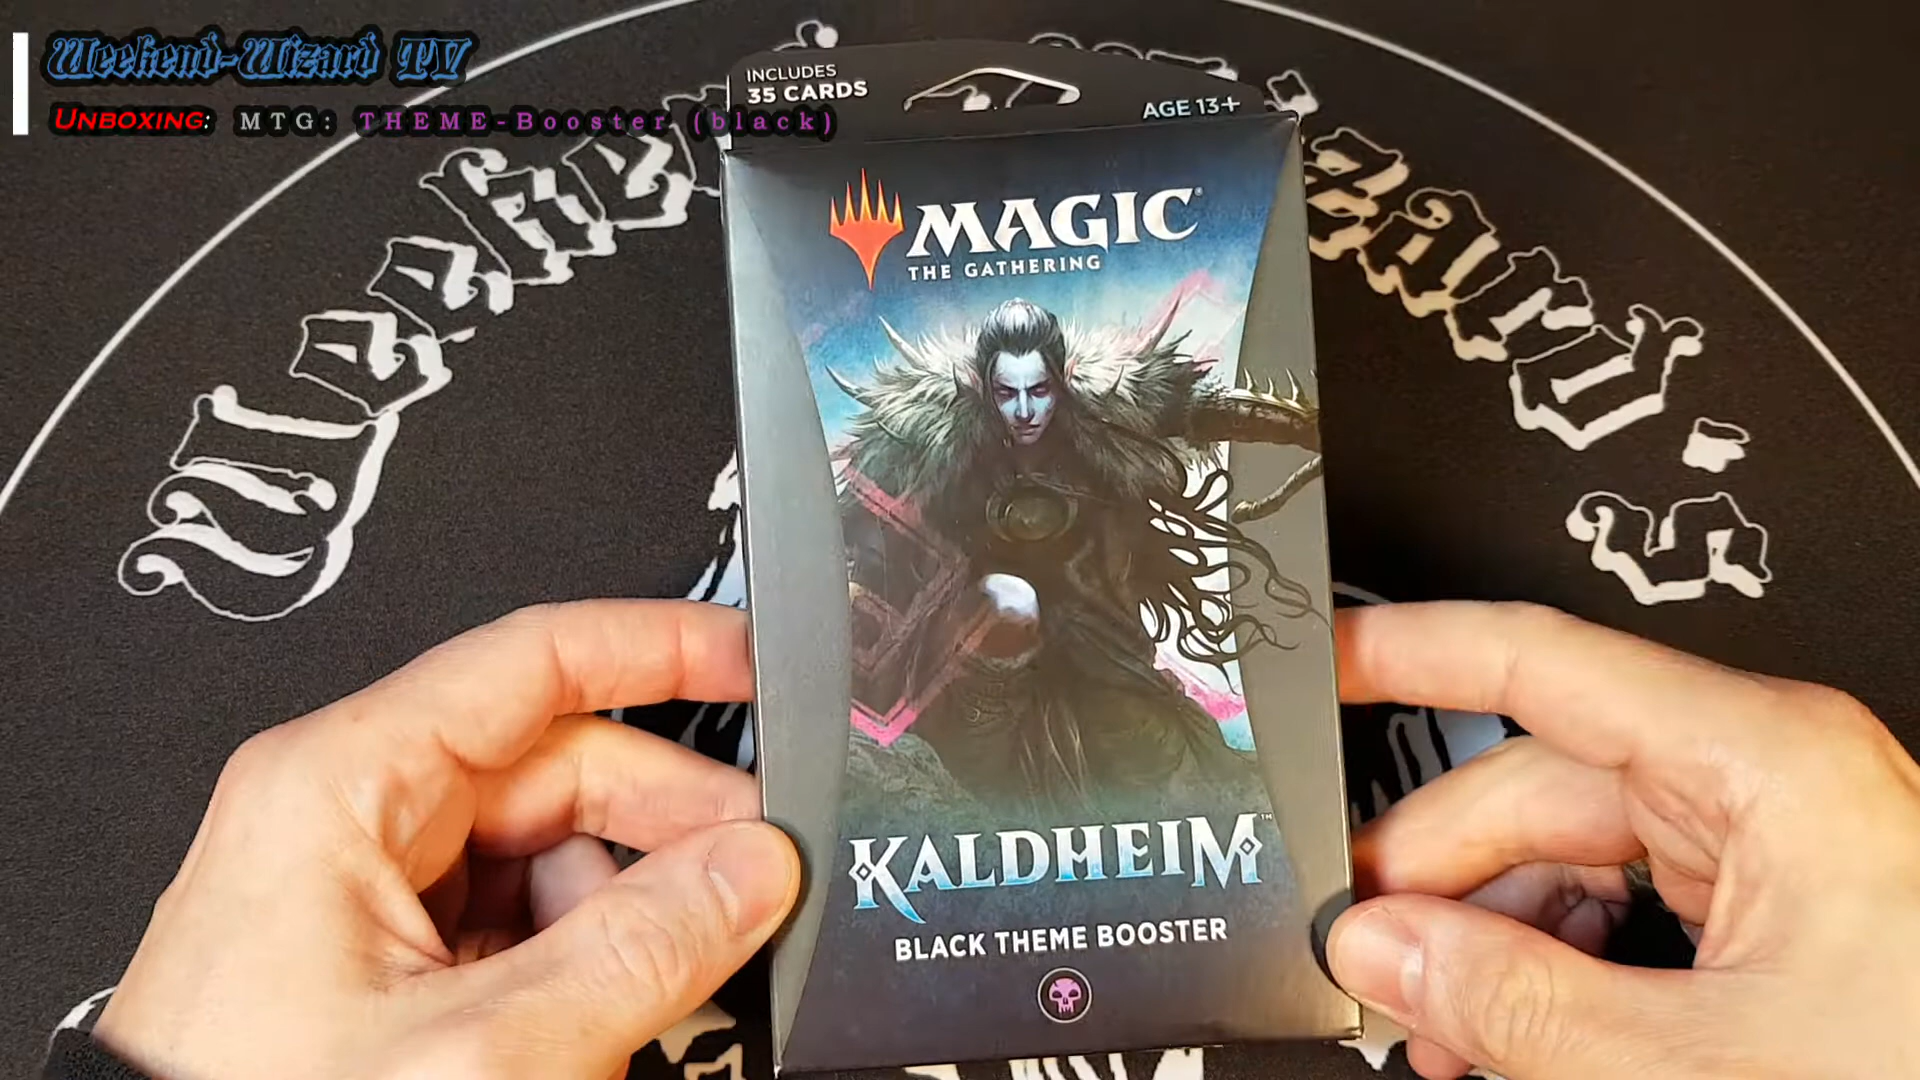 Weekend-Wizard TV
UNBOXING: MTG: THEME-Booster (black)
INCLUDES
35 CARDS
AGE 13+
MAGIC®
THE GATHERING
KALDHEIM™
BLACK THEME BOOSTER